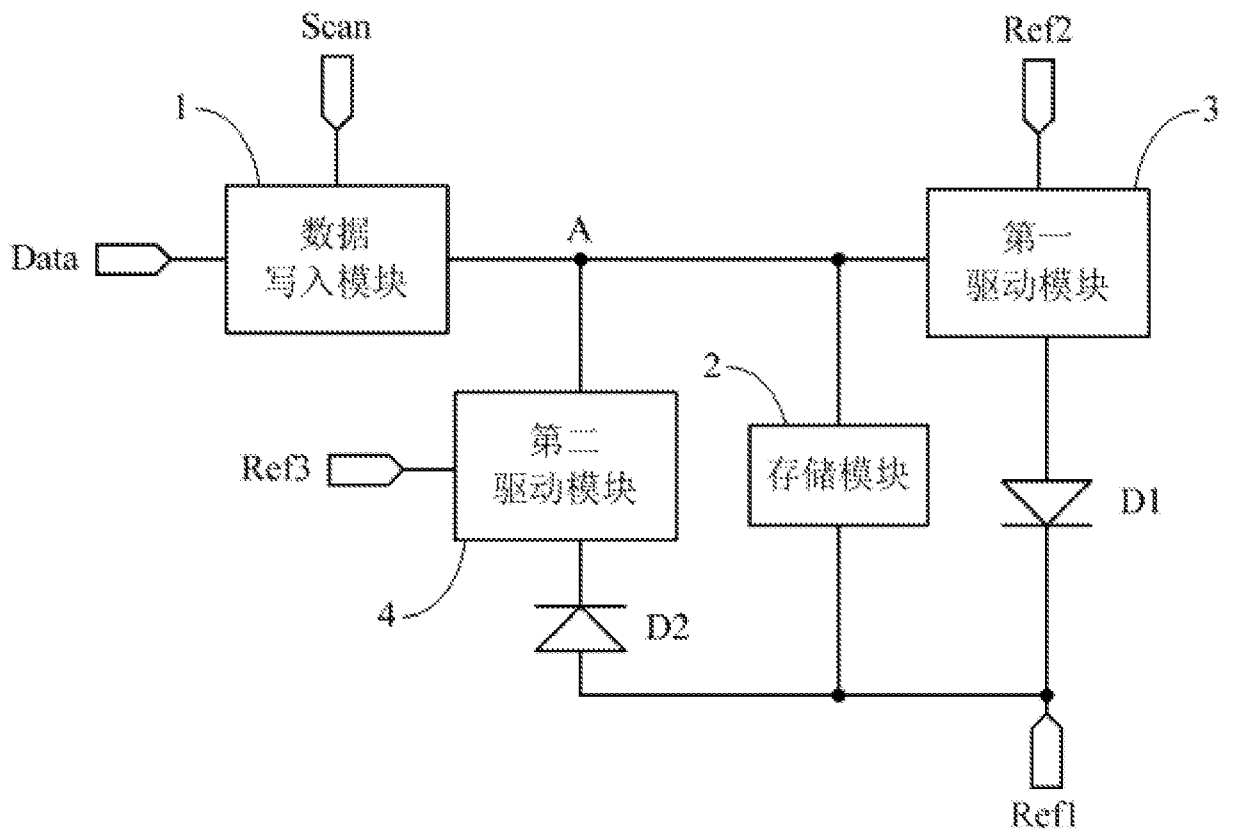 Scan
Ref2
1
3
数据
写入模块
A
第一
驱动模块
Data
2
第二
驱动模块
Ref3
存储模块
D1
4
D2
Ref1